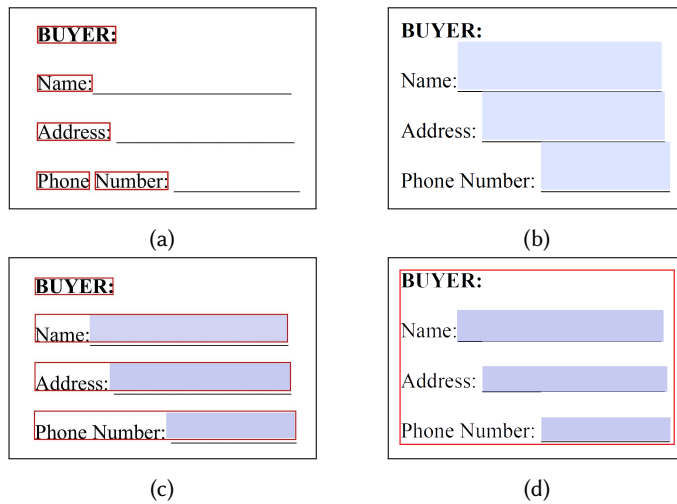 BUYER:
Name:
Address:
Phone Number:
(a)
BUYER:
Name:
Address:
Phone Number:
(b)
BUYER:
Name:
Address:
Phone Number:
(c)
BUYER:
Name:
Address:
Phone Number:
(d)